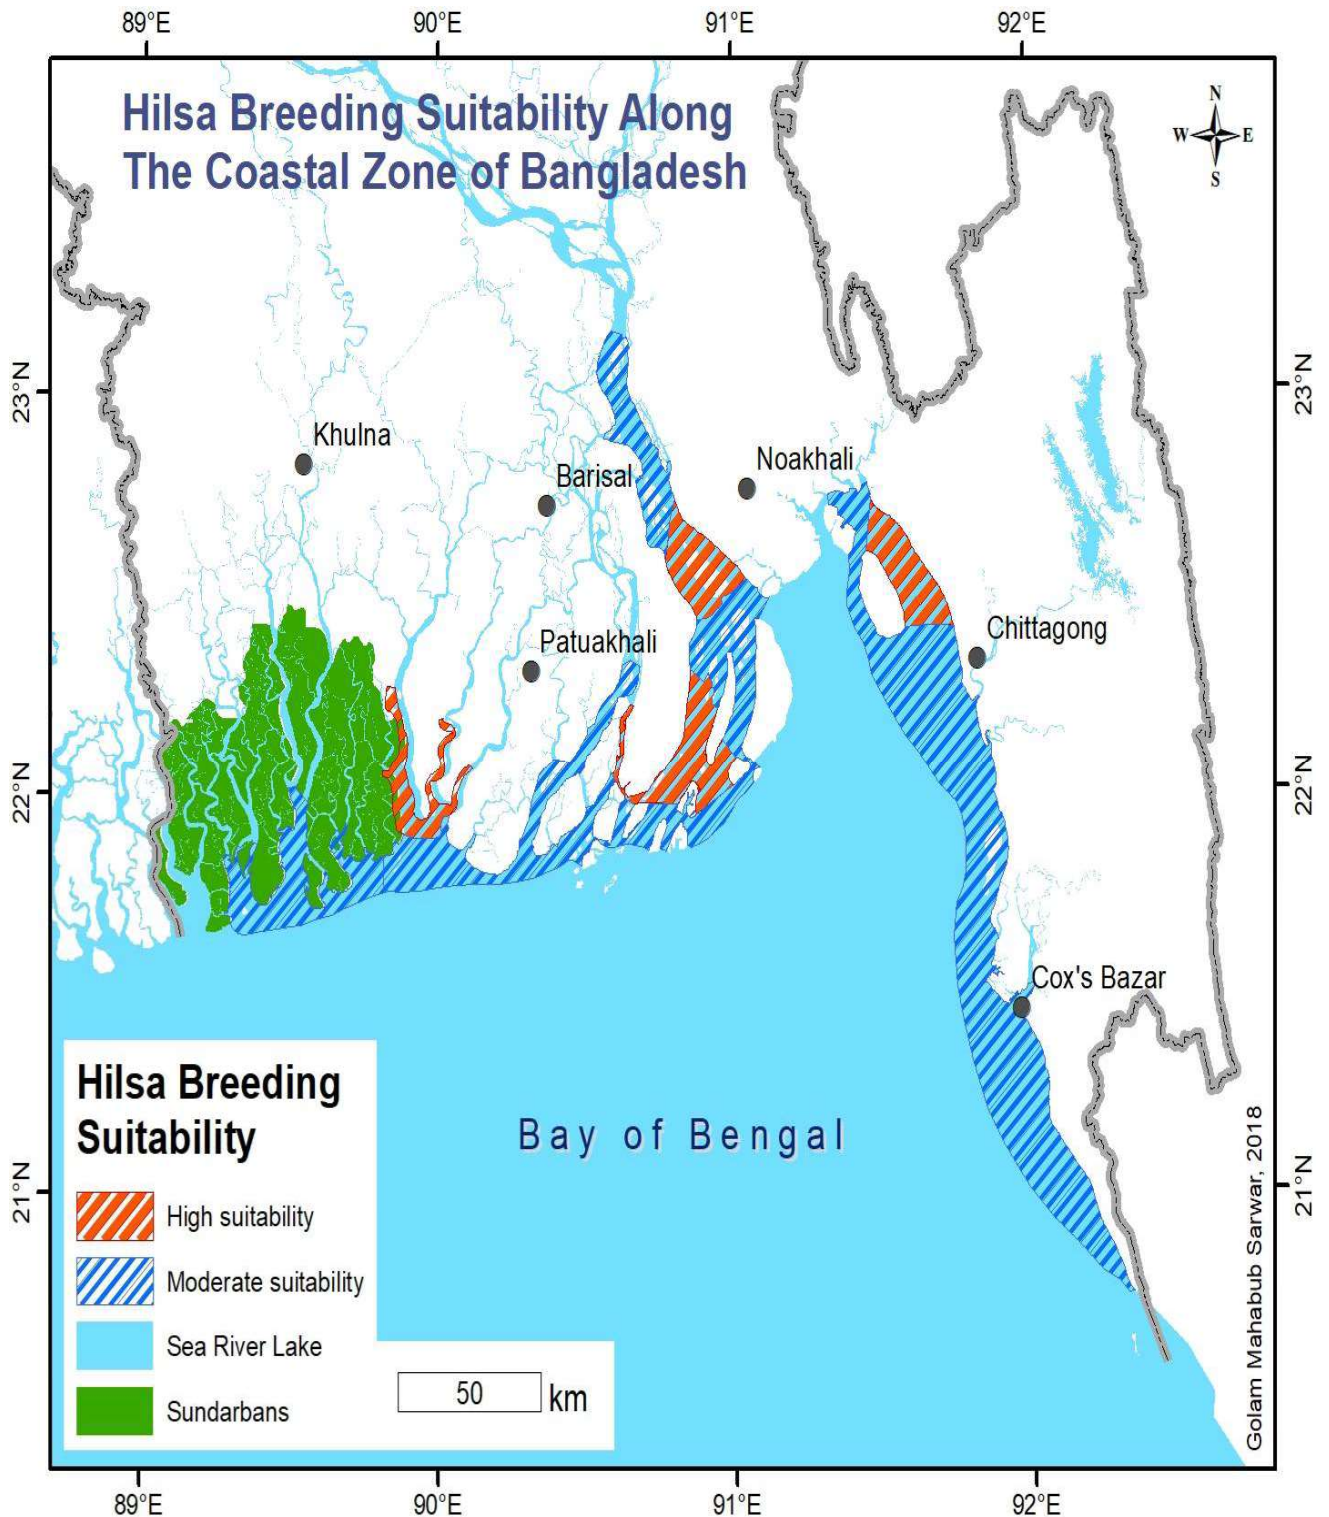 89°E
90°E
91°E
92°E
Hilsa Breeding Suitability Along
The Coastal Zone of Bangladesh
N
W E
S
23°N
23°N
Khulna
Barisal
Noakhali
Patuakhali
Chittagong
22°N
22°N
Cox's Bazar
Hilsa Breeding
Suitability
Bay of Bengal
21°N
21°N
High suitability
Moderate suitability
Sea River Lake
Sundarbans
50 km
Golam Mahabub Sarwar, 2018
89°E
90°E
91°E
92°E